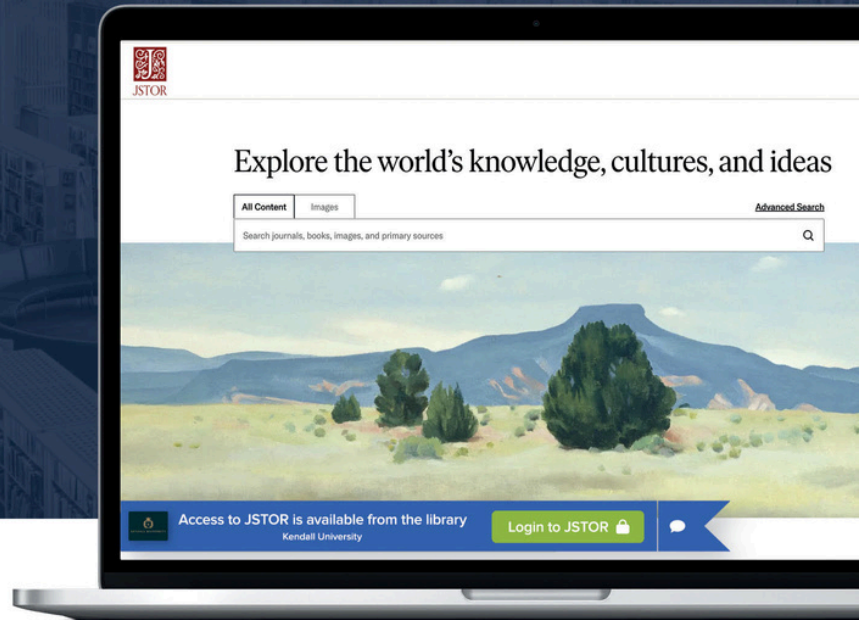 JSTOR
Explore the world's knowledge, cultures, and ideas
All Content
Images
Advanced Search
Search journals, books, images, and primary sources
Access to JSTOR is available from the library
Kendall University
Login to JSTOR